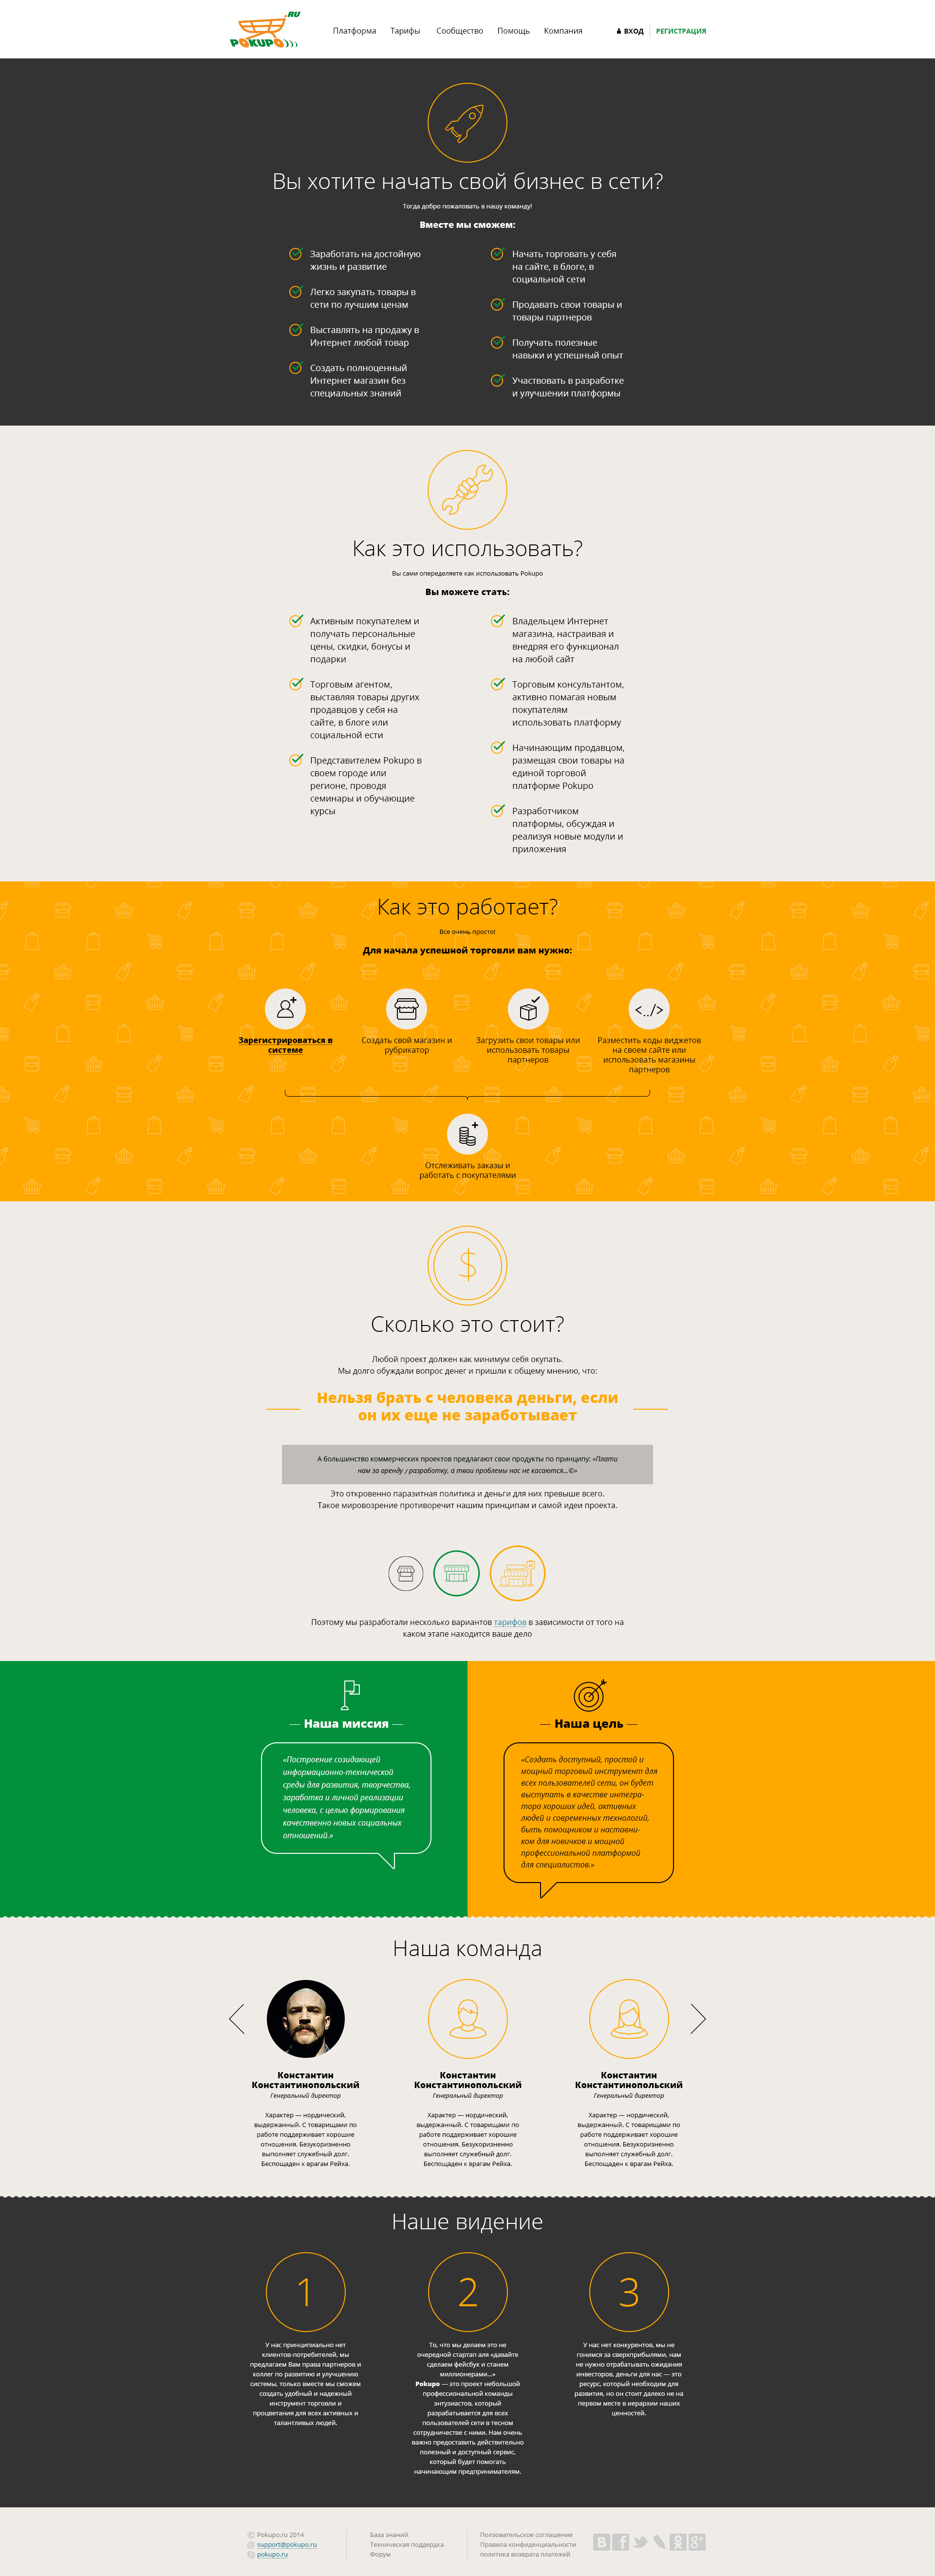 POKUPO .RU
Платформа Тарифы Сообщество Помощь Компания ВХОД РЕГИСТРАЦИЯ
Вы хотите начать свой бизнес в сети?
Тогда добро пожаловать в нашу команду!
Вместе мы сможем:
Заработать на достойную
жизнь и развитие
Легко закупать товары в
сети по лучшим ценам
Выставлять на продажу в
Интернет любой товар
Создать полноценный
Интернет магазин без
специальных знаний
Начать торговать у себя
на сайте, в блоге, в
социальной сети
Продавать свои товары и
товары партнеров
Получать полезные
навыки и успешный опыт
Участвовать в разработке
и улучшении платформы
Как это использовать?
Вы сами опеределяете как использовать Pokupo
Вы можете стать:
Активным покупателем и
получать персональные
цены, скидки, бонусы и
подарки
Торговым агентом,
выставляя товары других
продавцов у себя на
сайте, в блоге или
социальной ести
Представителем Pokupo в
своем городе или
регионе, проводя
семинары и обучающие
курсы
Владельцем Интернет
магазина, настраивая и
внедряя его функционал
на любой сайт
Торговым консультантом,
активно помагая новым
покупателям
использовать платформу
Начинающим продавцом,
размещая свои товары на
единой торговой
платформе Pokupo
Разработчиком
платформы, обсуждая и
реализуя новые модули и
приложения
Как это работает?
Все очень просто!
Для начала успешной торговли вам нужно:
Зарегистрироваться в
системе
Создать свой магазин и
рубрикатор
Загрузить свои товары или
использовать товары
партнеров
<../>
Разместить коды виджетов
на своем сайте или
использовать магазины
партнеров
Отслеживать заказы и
работать с покупателями
$
Сколько это стоит?
Любой проект должен как минимум себя окупать.
Мы долго обуждали вопрос денег и пришли к общему мнению, что:
Нельзя брать с человека деньги, если
он их еще не заработывает
А большинство коммерческих проектов предлагают свои продукты по принципу: «Плати
нам за аренду / разработку, а твои проблемы нас не касаются...©»
Это откровенно паразитная политика и деньги для них превыше всего.
Такое мировозрение противоречит нашим принципам и самой идеи проекта.
Поэтому мы разработали несколько вариантов тарифов в зависимости от того на
каком этапе находится ваше дело
Наша миссия
«Построение созидающей
информационно-технической
среды для развития, творчества,
заработка и личной реализации
человека, с целью формирования
качественно новых социальных
отношений.»
Наша цель
«Создать доступный, простой и
мощный торговый инструмент для
всех пользователей сети, он будет
выступать в качестве интегра-
тора хороших идей, активных
людей и современных технологий,
быть помощником и наставни-
ком для новичков и мощной
профессиональной платформой
для специалистов.»
Наша команда
Константин
Константинопольский
Генеральный директор
Характер — нордический,
выдержанный. С товарищами по
работе поддерживает хорошие
отношения. Безукоризненно
выполняет служебный долг.
Беспощаден к врагам Рейха.
Константин
Константинопольский
Генеральный директор
Характер — нордический,
выдержанный. С товарищами по
работе поддерживает хорошие
отношения. Безукоризненно
выполняет служебный долг.
Беспощаден к врагам Рейха.
Константин
Константинопольский
Генеральный директор
Характер — нордический,
выдержанный. С товарищами по
работе поддерживает хорошие
отношения. Безукоризненно
выполняет служебный долг.
Беспощаден к врагам Рейха.
Наше видение
1
У нас принципиально нет
клиентов-потребителей, мы
предлагаем Вам права партнеров и
коллег по развитию и улучшению
системы, только вместе мы сможем
создать удобный и надежный
инструмент торговли и
процветания для всех активных и
талантливых людей.
2
То, что мы делаем это не
очередной стартап аля «давайте
сделаем фейсбук и станем
миллионерами...»
Pokupo — это проект небольшой
профессиональной команды
энтузиастов, который
разрабатывается для всех
пользователей сети в тесном
сотрудничестве с ними. Нам очень
важно предоставить действительно
полезный и доступный сервис,
который будет помогать
начинающим предпринимателям.
3
У нас нет конкурентов, мы не
гонимся за сверхприбылями, нам
не нужно отрабатывать ожидания
инвесторов, деньги для нас — это
ресурс, который необходим для
развития, но он стоит далеко не на
первом месте в иерархии наших
ценностей.
© Pokupo.ru 2014
support@pokupo.ru
pokupo.ru
База знаний
Техническая поддердка
Форум
Ползовательское соглашение
Правила конфиденциальности
политика возврата платежей